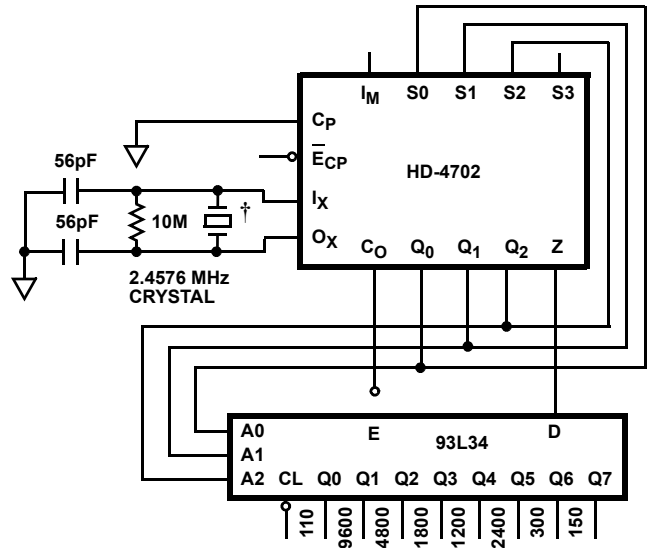 I_M S0 S1 S2 S3
C_P
E̅_CP
HD-4702
56pF
I_X
10M †
56pF
O_X
C_O Q_0 Q_1 Q_2 Z
2.4576 MHz
CRYSTAL
A0 E 93L34 D
A1
A2 CL Q0 Q1 Q2 Q3 Q4 Q5 Q6 Q7
110 9600 4800 1800 1200 2400 300 150